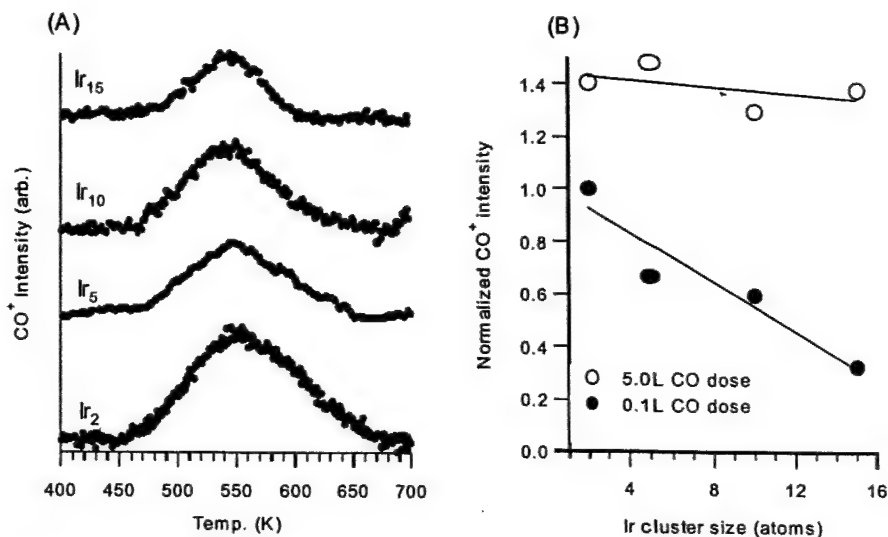 (A)
Ir15
Ir10
Ir5
Ir2
CO+ Intensity (arb.)
400 450 500 550 600 650 700
Temp. (K)
(B)
1.4
1.2
1.0
0.8
0.6
0.4
0.2
0.0
Normalized CO+ intensity
5.0L CO dose
0.1L CO dose
4 8 12 16
Ir cluster size (atoms)